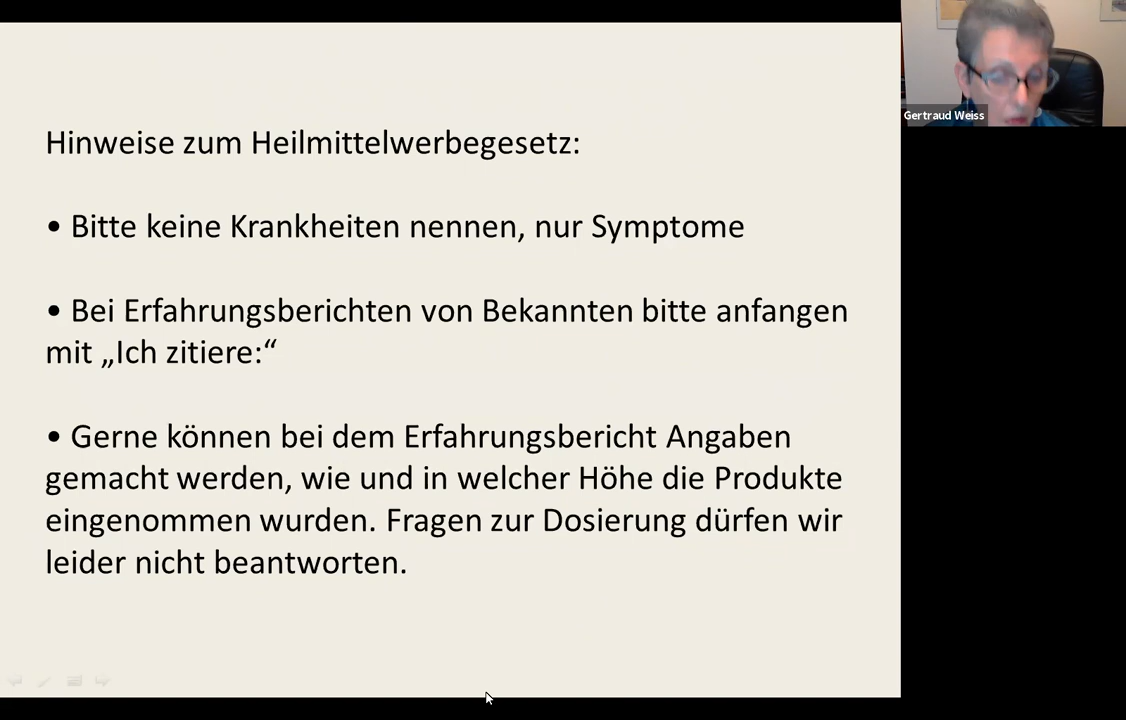 Hinweise zum Heilmittelwerbegesetz:
• Bitte keine Krankheiten nennen, nur Symptome
• Bei Erfahrungsberichten von Bekannten bitte anfangen
mit „Ich zitiere:“
• Gerne können bei dem Erfahrungsbericht Angaben
gemacht werden, wie und in welcher Höhe die Produkte
eingenommen wurden. Fragen zur Dosierung dürfen wir
leider nicht beantworten.
Gertraud Weiss